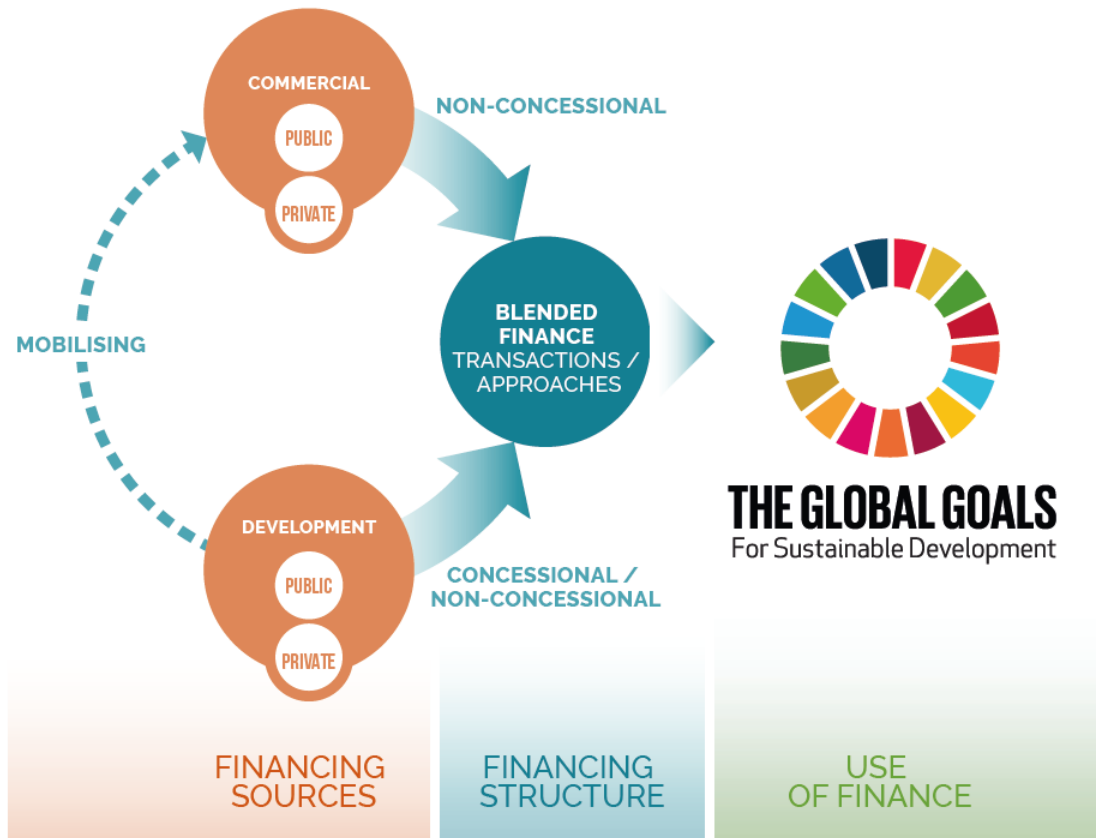 COMMERCIAL
PUBLIC
PRIVATE
NON-CONCESSIONAL
MOBILISING
BLENDED
FINANCE
TRANSACTIONS /
APPROACHES
DEVELOPMENT
PUBLIC
PRIVATE
CONCESSIONAL /
NON-CONCESSIONAL
THE GLOBAL GOALS
For Sustainable Development
FINANCING
SOURCES
FINANCING
STRUCTURE
USE
OF FINANCE